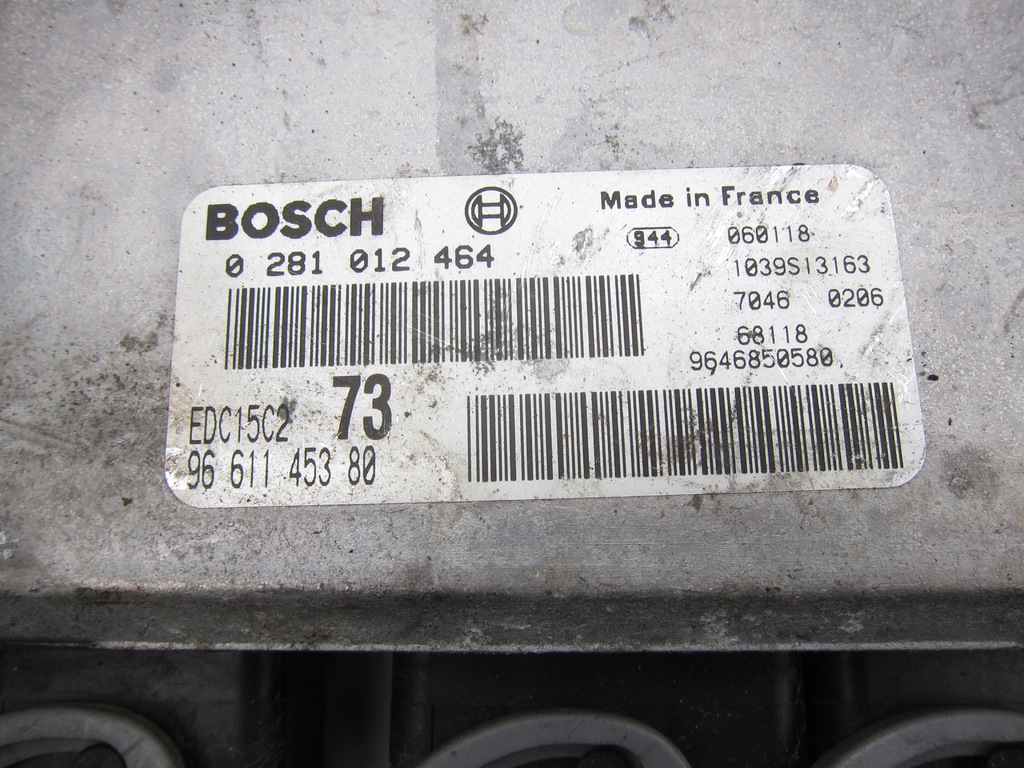 BOSCH
Made in France
944
060118
0 281 012 464
1039S13163
7046 0206
68118
9646850580
EDC15C2 73
96 611 453 80